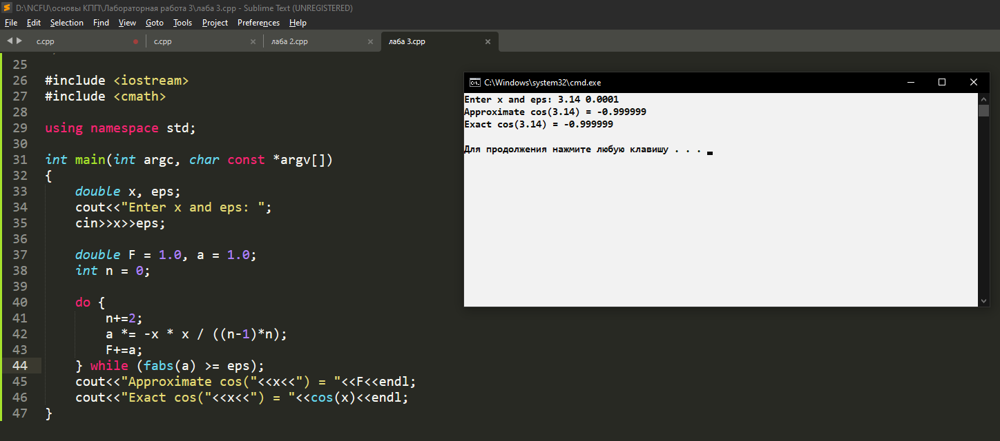 D:\NCFU\основы КПП\Лабораторная работа 3\лаба 3.cpp - Sublime Text (UNREGISTERED)
File Edit Selection Find View Goto Tools Project Preferences Help
c.cpp c.cpp лаба 2.cpp лаба 3.cpp
25
26 #include <iostream>
27 #include <cmath>
28
29 using namespace std;
30
31 int main(int argc, char const *argv[])
32 {
33 double x, eps;
34 cout<<"Enter x and eps: ";
35 cin>>x>>eps;
36
37 double F = 1.0, a = 1.0;
38 int n = 0;
39
40 do {
41 n+=2;
42 a *= -x * x / ((n-1)*n);
43 F+=a;
44 } while (fabs(a) >= eps);
45 cout<<"Approximate cos("<<x<<") = "<<F<<endl;
46 cout<<"Exact cos("<<x<<") = "<<cos(x)<<endl;
47 }
C:\Windows\system32\cmd.exe
Enter x and eps: 3.14 0.0001
Approximate cos(3.14) = -0.999999
Exact cos(3.14) = -0.999999
Для продолжения нажмите любую клавишу . . .